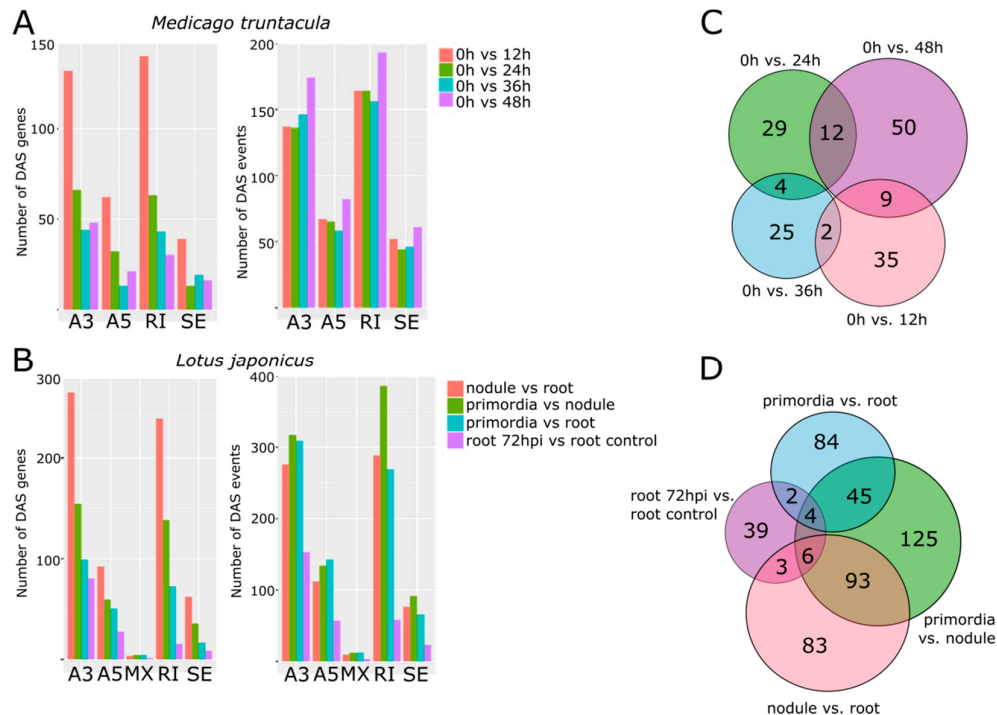 A
Medicago truntacula
Number of DAS genes
150
100
50
A3 A5 RI SE
Number of DAS events
200
150
100
50
0
A3 A5 RI SE
0h vs 12h
0h vs 24h
0h vs 36h
0h vs 48h
B
Lotus japonicus
Number of DAS genes
300
200
100
A3 A5 MX RI SE
Number of DAS events
400
300
200
100
0
A3 A5 MX RI SE
nodule vs root
primordia vs nodule
primordia vs root
root 72hpi vs root control
C
0h vs. 48h
0h vs. 24h
29 12 50
4 9
25 2
35
0h vs. 36h
0h vs. 12h
D
primordia vs. root
84
2 45
root 72hpi vs.
root control
4
39 125
3 6 93
primordia
vs. nodule
83
nodule vs. root